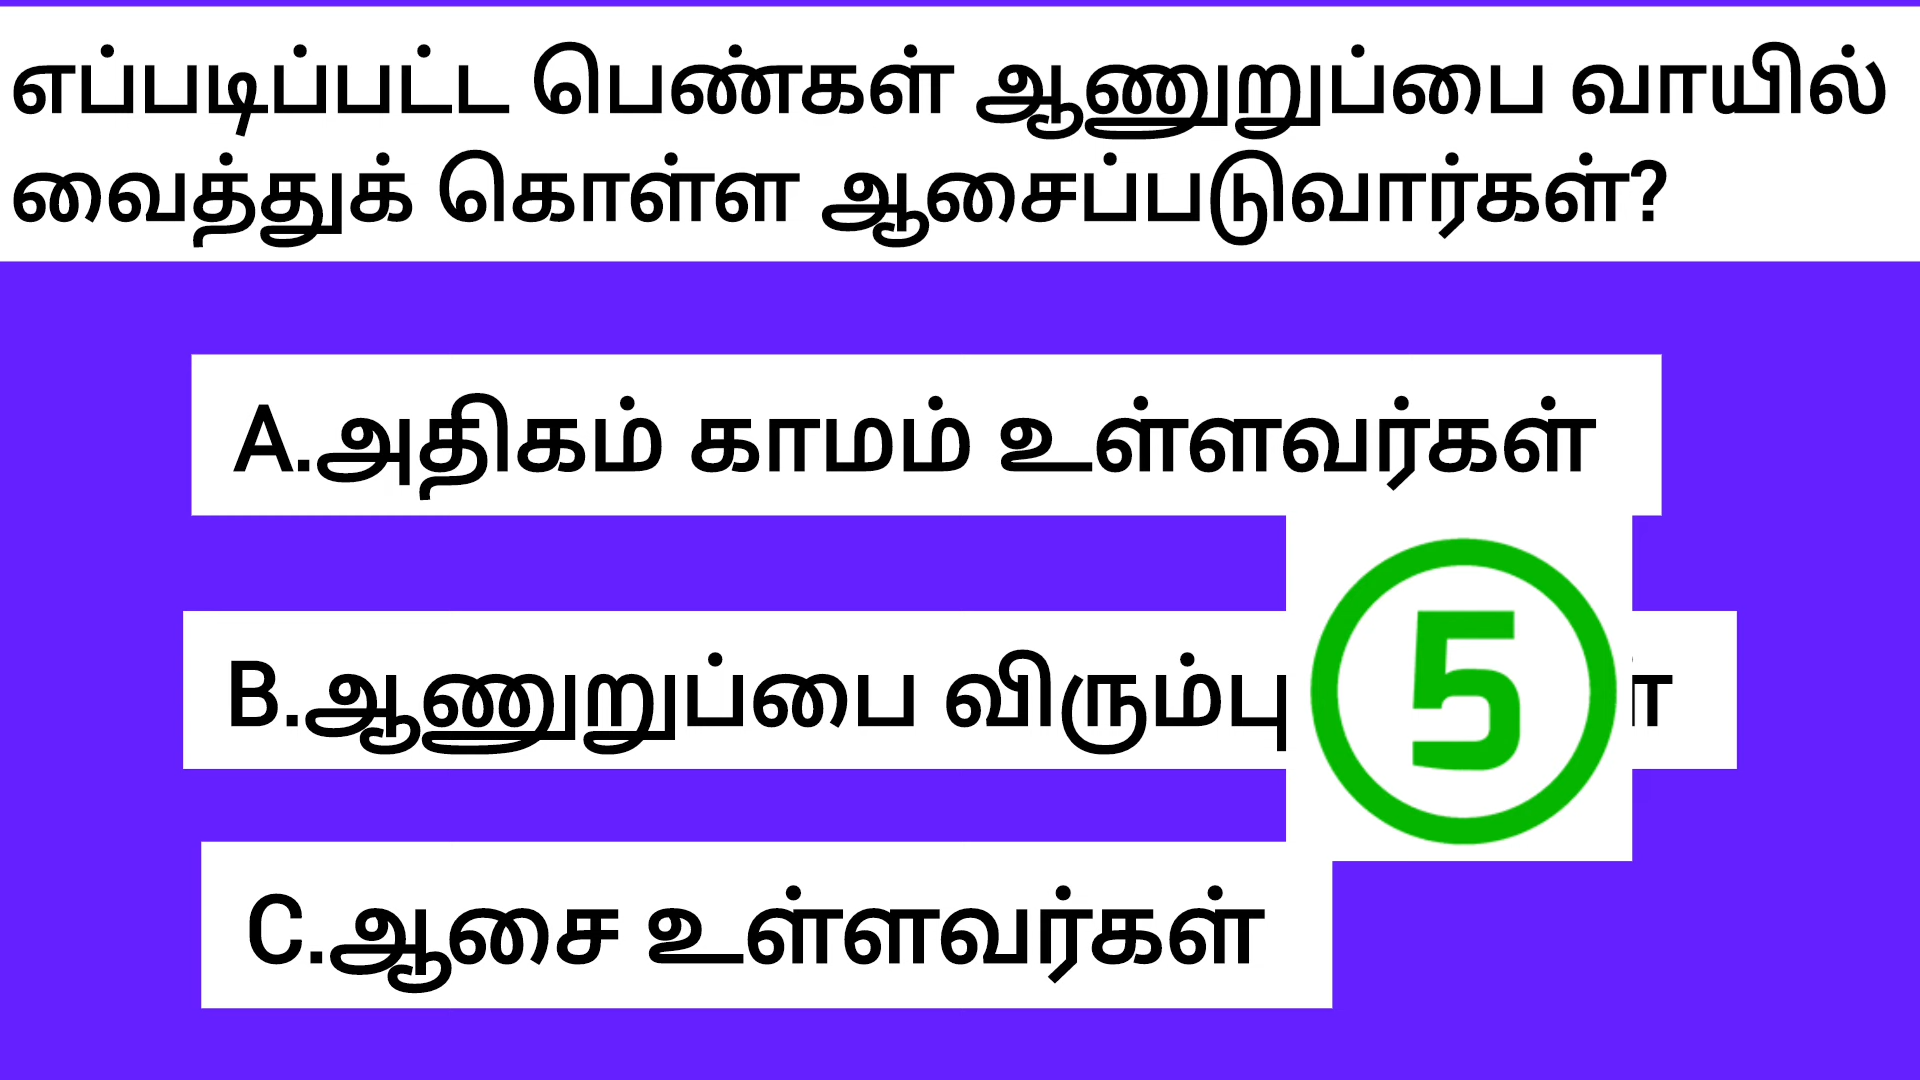 எப்படிப்பட்ட பெண்கள் ஆணுறுப்பை வாயில்
வைத்துக் கொள்ள ஆசைப்படுவார்கள்?
A.அதிகம் காமம் உள்ளவர்கள்
B.ஆணுறுப்பை
5
C.ஆசை உள்ளவர்கள்